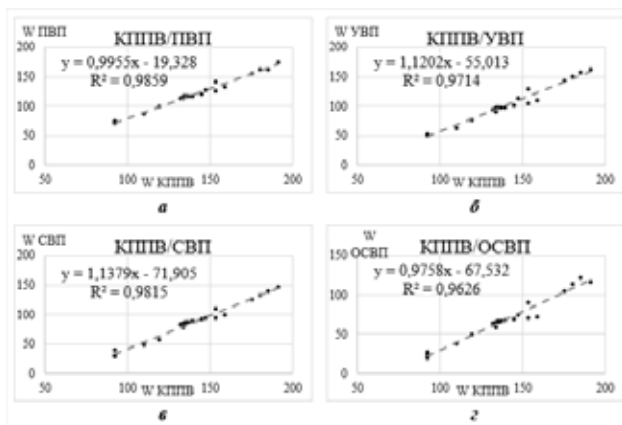 W ПВП
КППВ/ПВП
200
y = 0,9955x - 19,328
150
R² = 0,9859
100
50
0
50
100
150
200
W КППВ
а
W УВП
КППВ/УВП
200
y = 1,1202x - 55,013
150
R² = 0,9714
100
50
0
50
100
150
200
W КППВ
б
W СВП
КППВ/СВП
200
y = 1,1379x - 71,905
150
R² = 0,9815
100
50
0
50
100
150
200
W КППВ
в
W
ОСВП
КППВ/ОСВП
150
y = 0,9758x - 67,532
R² = 0,9626
100
50
0
50
100
150
200
W КППВ
г